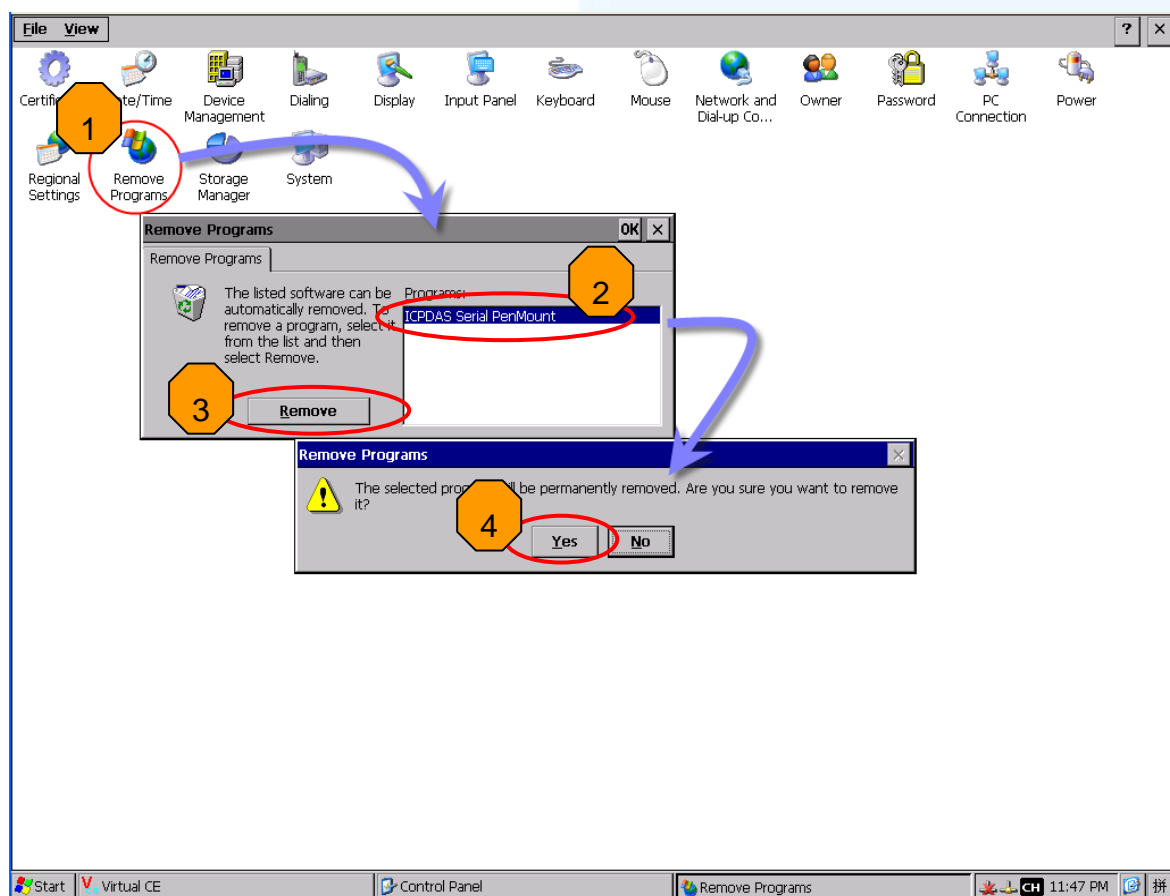 File View
?
Certific
te/Time
Device
Management
Dialing
Display
Input Panel
Keyboard
Mouse
Network and
Dial-up Co...
Owner
Password
PC
Connection
Power
1
Regional
Settings
Remove
Programs
Storage
Manager
System
Remove Programs
OK
Remove Programs
The listed software can be
automatically removed. To
remove a program, select it
from the list and then
select Remove.
Programs:
2
ICPDAS Serial PenMount
3
Remove
Remove Programs
The selected prog ill be permanently removed. Are you sure you want to remove
it?
4
Yes
No
Start
Virtual CE
Control Panel
Remove Programs
CH
11:47 PM
拼